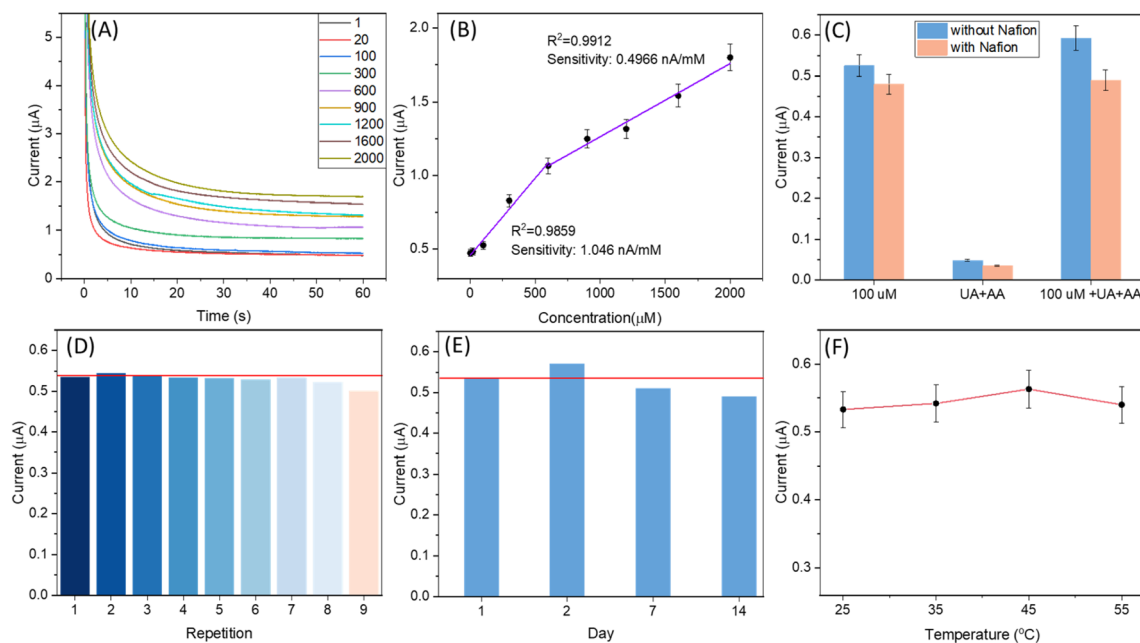 (A)
1
20
100
300
600
900
1200
1600
2000
5
4
3
2
1
0
Current (μA)
0 10 20 30 40 50 60
Time (s)
(B)
R²=0.9912
Sensitivity: 0.4966 nA/mM
R²=0.9859
Sensitivity: 1.046 nA/mM
2.0
1.5
1.0
0.5
Current (μA)
0 500 1000 1500 2000
Concentration(μM)
(C)
without Nafion
with Nafion
0.6
0.5
0.4
0.3
0.2
0.1
0.0
Current (μA)
100 uM UA+AA 100 uM +UA+AA
(D)
0.6
0.5
0.4
0.3
0.2
0.1
0.0
Current (μA)
1 2 3 4 5 6 7 8 9
Repetition
(E)
0.6
0.5
0.4
0.3
0.2
0.1
0.0
Current (μA)
1 2 7 14
Day
(F)
0.6
0.5
0.4
0.3
Current (μA)
25 35 45 55
Temperature (°C)